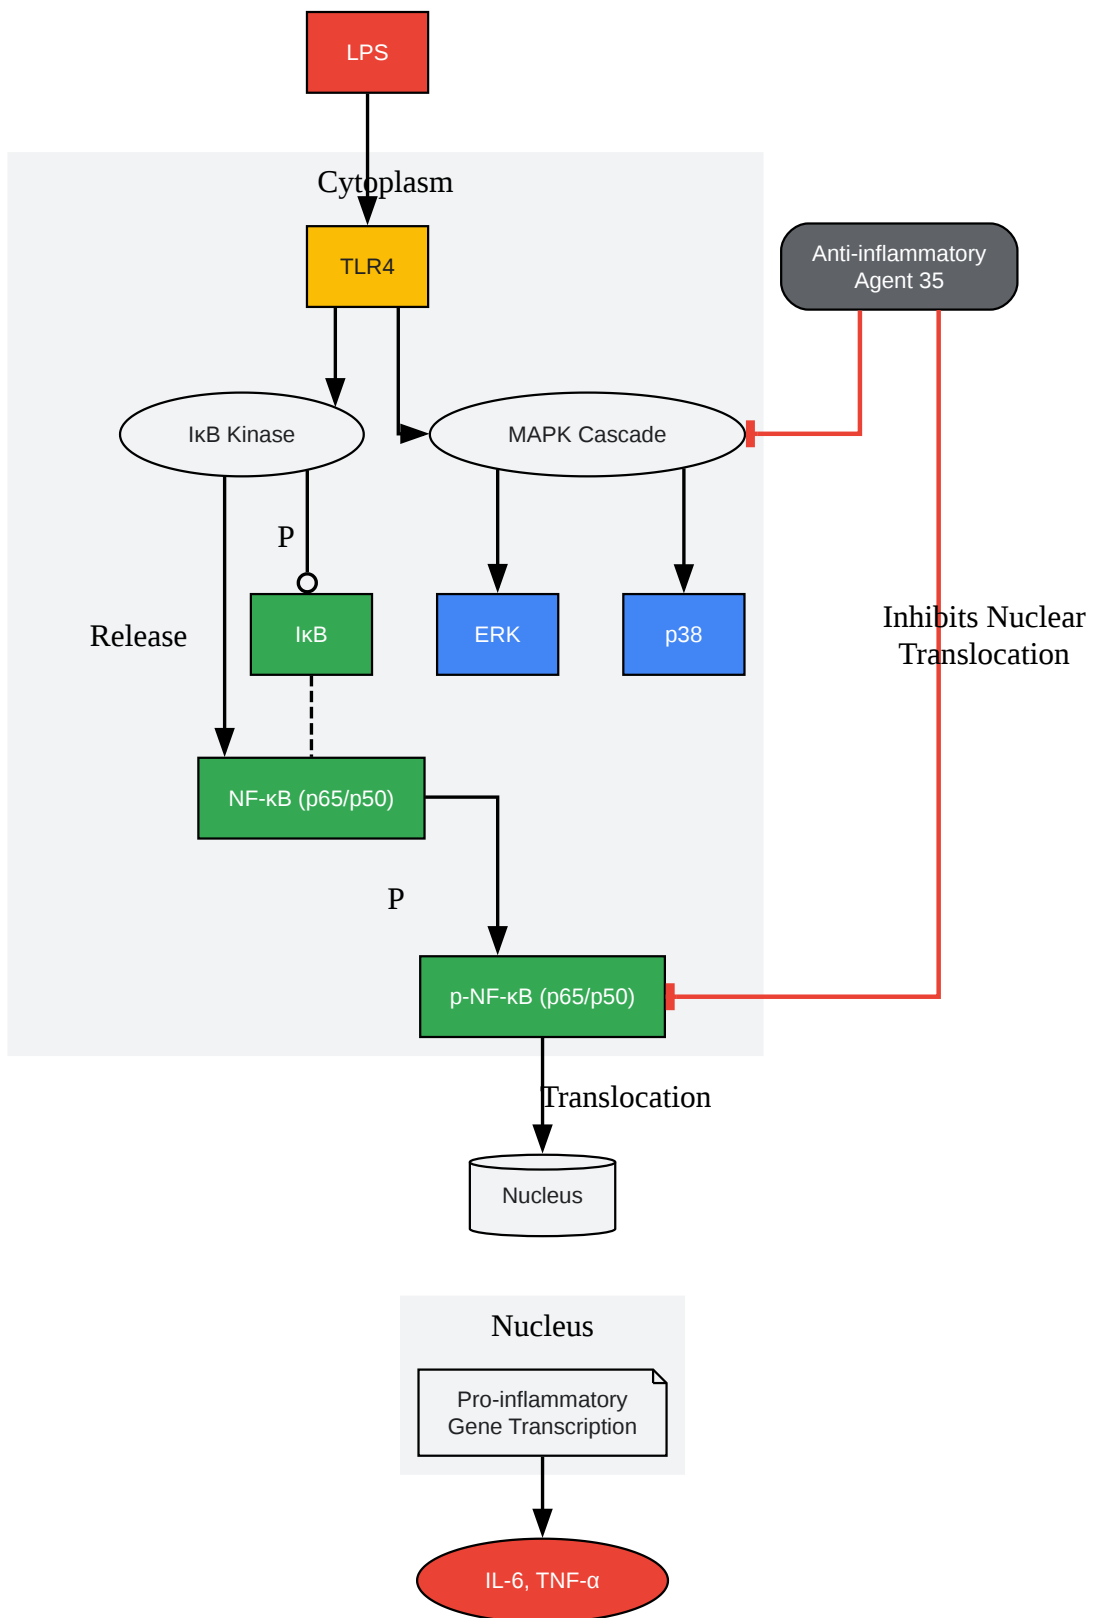 LPS
Cytoplasm
TLR4
Anti-inflammatory
Agent 35
IκB Kinase
MAPK Cascade
P
Release
IκB
ERK
p38
Inhibits Nuclear
Translocation
NF-κB (p65/p50)
P
p-NF-κB (p65/p50)
Translocation
Nucleus
Nucleus
Pro-inflammatory
Gene Transcription
IL-6, TNF-α